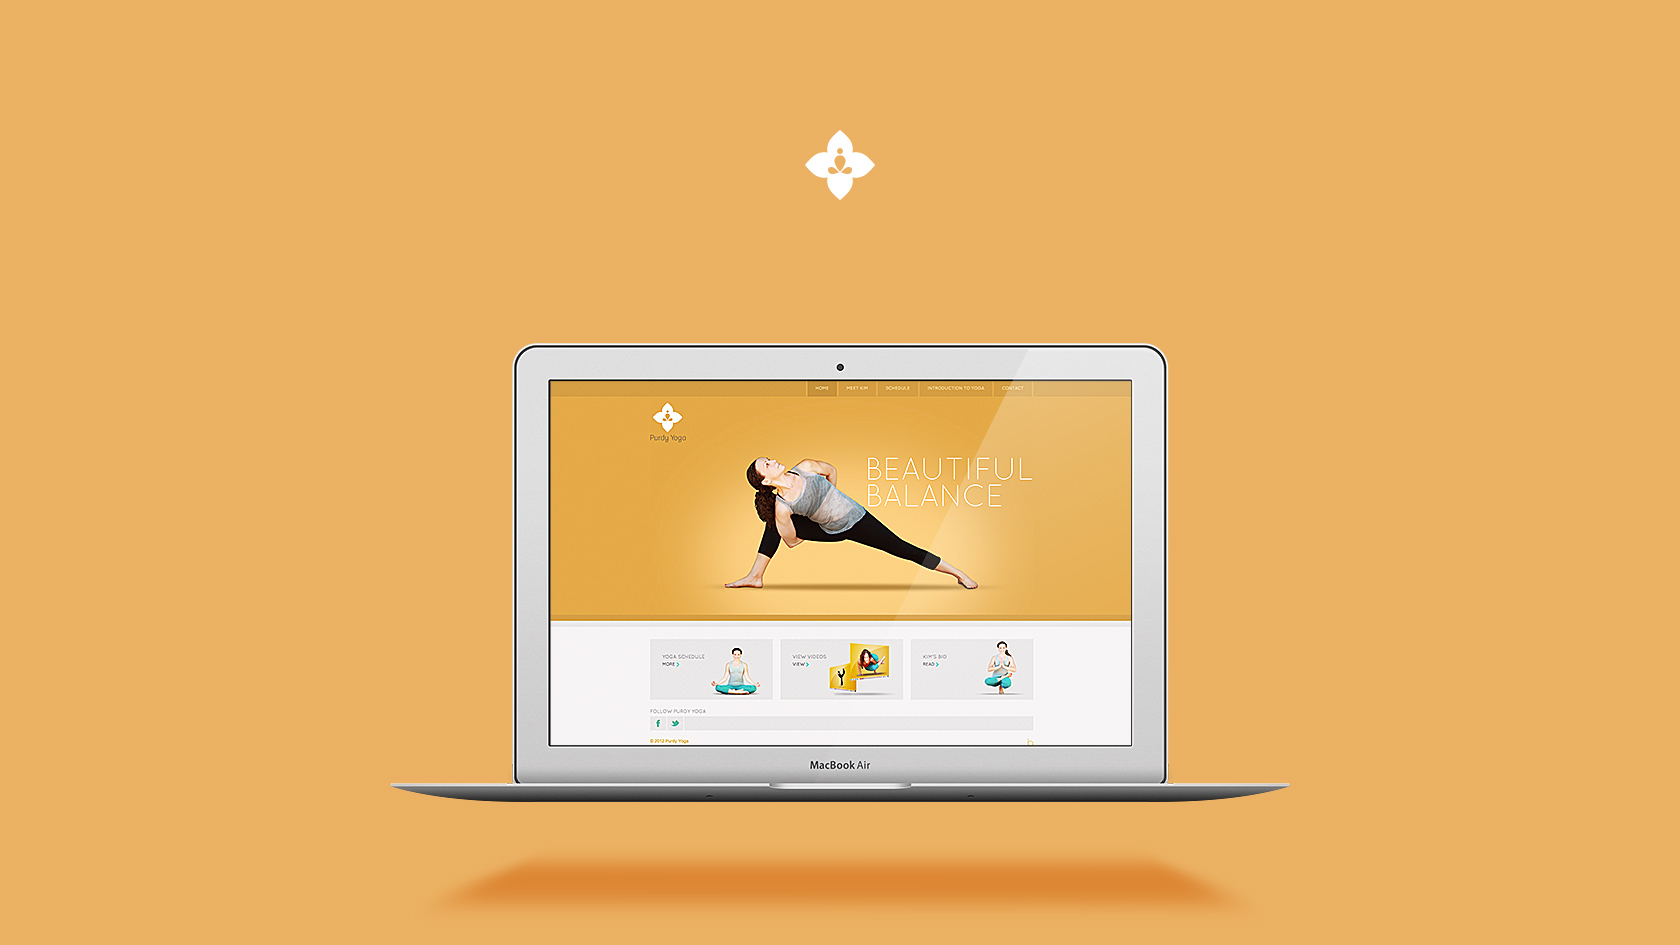 HOME MEET KIM SCHEDULE INTRODUCTION TO YOGA CONTACT
Purdy Yoga
BEAUTIFUL
BALANCE
YOGA SCHEDULE
MORE
VIEW VIDEOS
VIEW
KIM'S BIO
READ
FOLLOW PURDY YOGA
© 2012 Purdy Yoga
MacBook Air